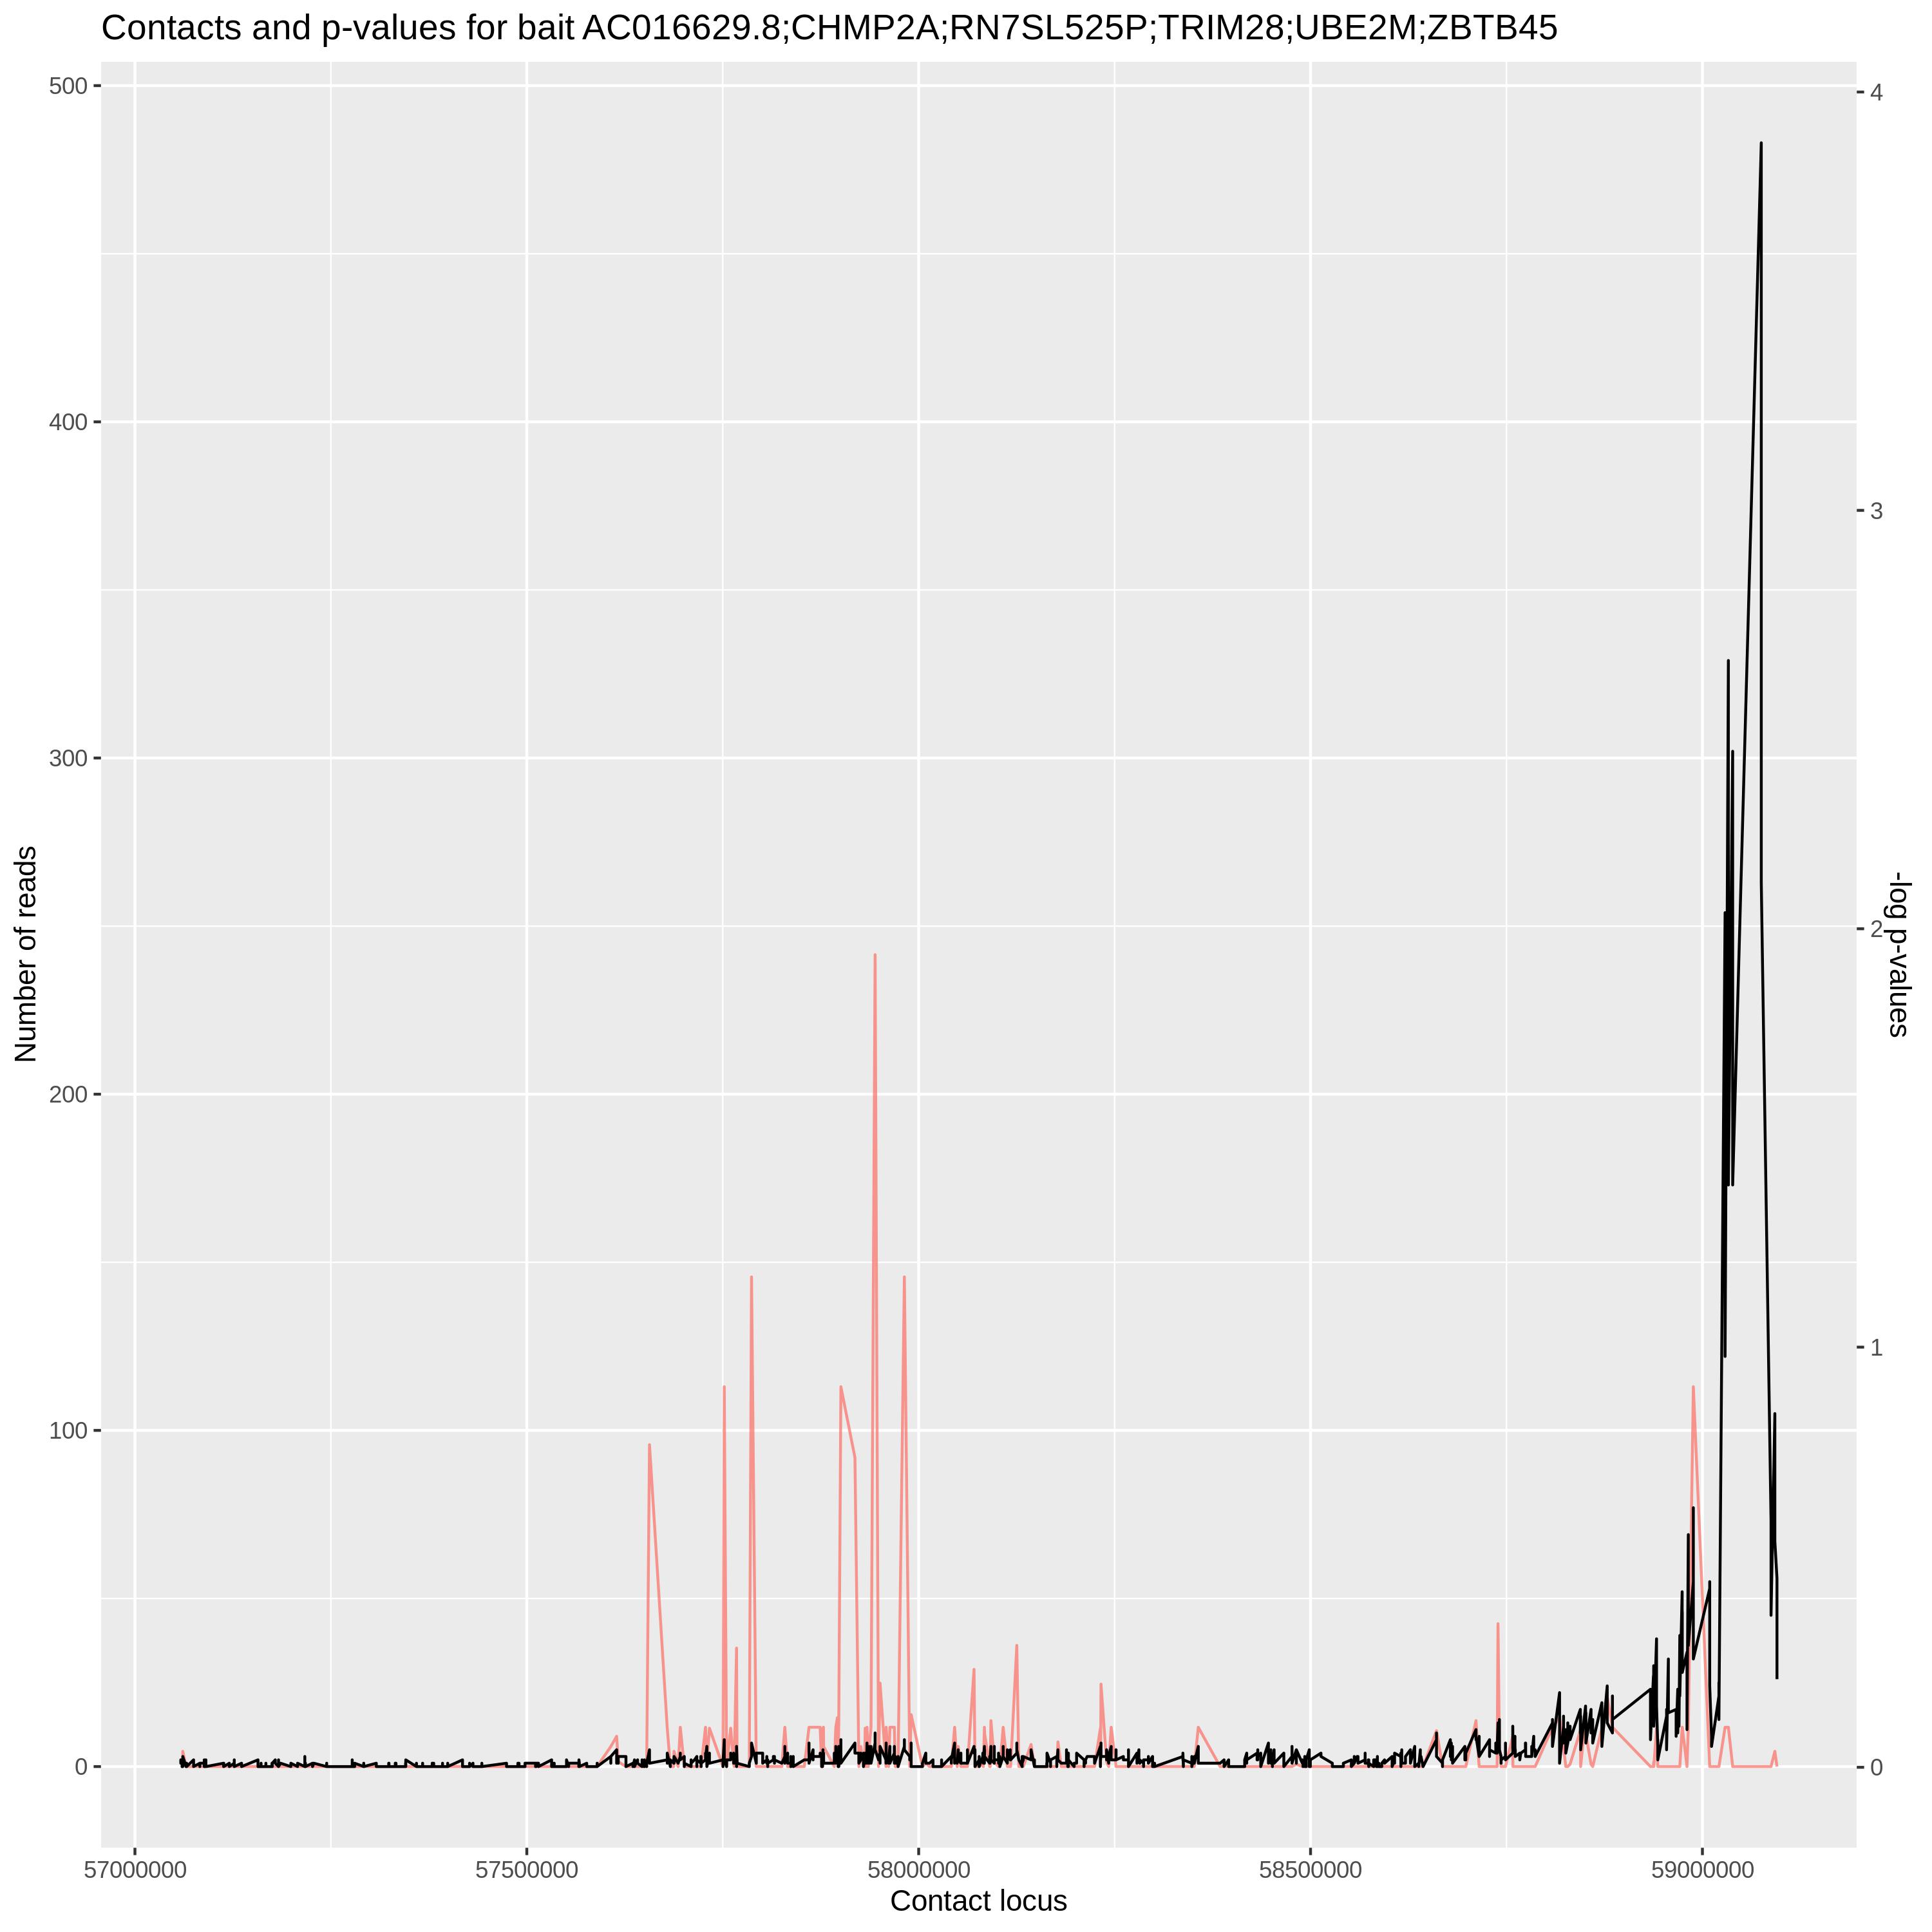 Contacts and p-values for bait AC016629.8;CHMP2A;RN7SL525P;TRIM28;UBE2M;ZBTB45
Number of reads
500
400
300
200
100
0
4
3
2
1
0
-log p-values
57000000 57500000 58000000 58500000 59000000
Contact locus